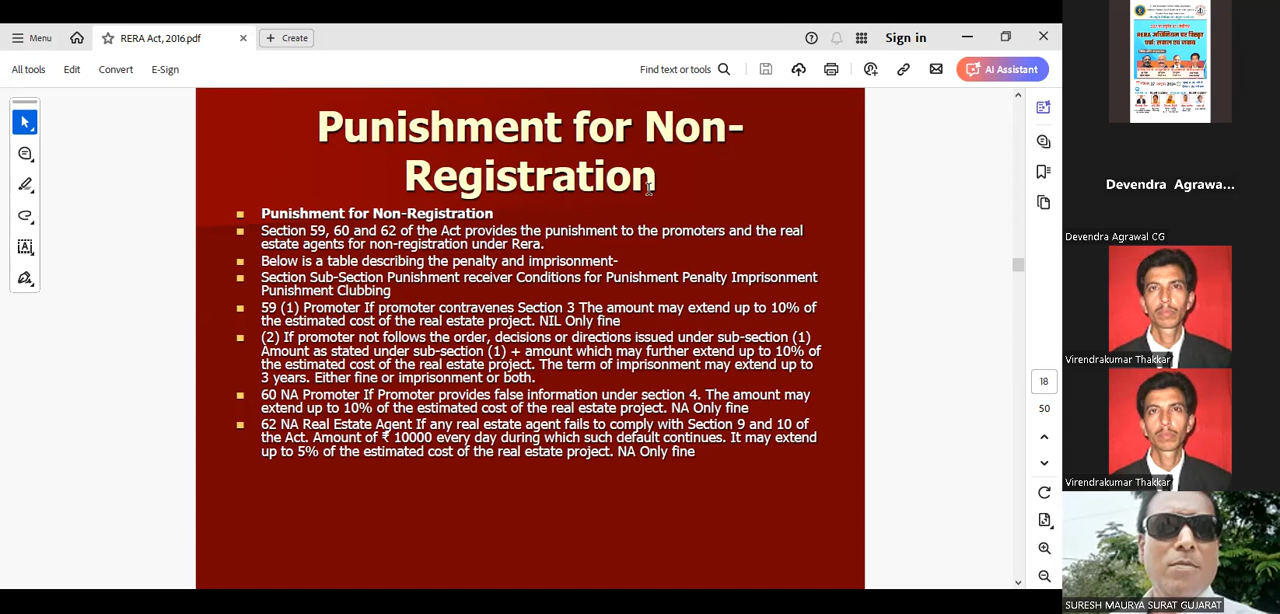 Menu
RERA Act, 2016.pdf
Create
Sign in
All tools
Edit
Convert
E-Sign
Find text or tools
AI Assistant
Punishment for Non-
Registration
Punishment for Non-Registration
Section 59, 60 and 62 of the Act provides the punishment to the promoters and the real
estate agents for non-registration under Rera.
Below is a table describing the penalty and imprisonment-
Section Sub-Section Punishment receiver Conditions for Punishment Penalty Imprisonment
Punishment Clubbing
59 (1) Promoter If promoter contravenes Section 3 The amount may extend up to 10% of
the estimated cost of the real estate project. NIL Only fine
(2) If promoter not follows the order, decisions or directions issued under sub-section (1)
Amount as stated under sub-section (1) + amount which may further extend up to 10% of
the estimated cost of the real estate project. The term of imprisonment may extend up to
3 years. Either fine or imprisonment or both.
60 NA Promoter If Promoter provides false information under section 4. The amount may
extend up to 10% of the estimated cost of the real estate project. NA Only fine
62 NA Real Estate Agent If any real estate agent fails to comply with Section 9 and 10 of
the Act. Amount of ₹ 10000 every day during which such default continues. It may extend
up to 5% of the estimated cost of the real estate project. NA Only fine
18
50
RERA अधिनियम पर विस्तृत
Devendra Agrawa...
Devendra Agrawal CG
Virendrakumar Thakkar
Virendrakumar Thakkar
SURESH MAURYA SURAT GUJARAT